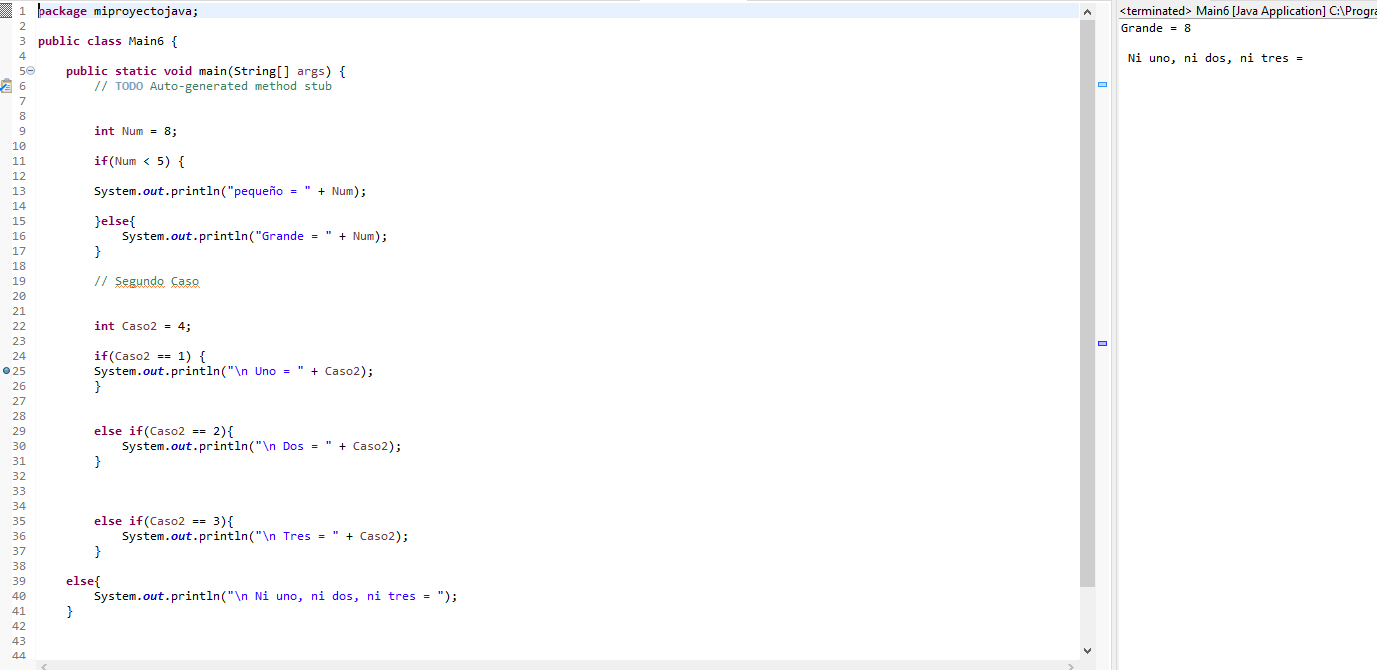 1 package miproyectojava;
2
3 public class Main6 {
4
5 public static void main(String[] args) {
6 // TODO Auto-generated method stub
7
8
9 int Num = 8;
10
11 if(Num < 5) {
12
13 System.out.println("pequeño = " + Num);
14
15 }else{
16 System.out.println("Grande = " + Num);
17 }
18
19 // Segundo Caso
20
21
22 int Caso2 = 4;
23
24 if(Caso2 == 1) {
25 System.out.println("\n Uno = " + Caso2);
26 }
27
28
29 else if(Caso2 == 2){
30 System.out.println("\n Dos = " + Caso2);
31 }
32
33
34
35 else if(Caso2 == 3){
36 System.out.println("\n Tres = " + Caso2);
37 }
38
39 else{
40 System.out.println("\n Ni uno, ni dos, ni tres = ");
41 }
42
43
44
<terminated> Main6 [Java Application] C:\Progra
Grande = 8
Ni uno, ni dos, ni tres =